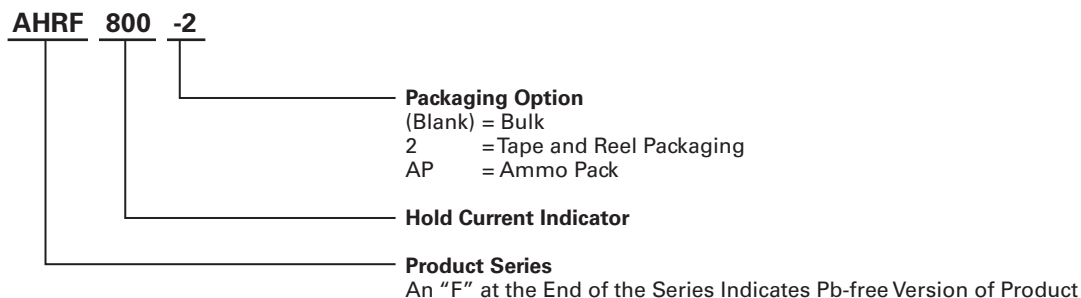 AHRF 800 -2
Packaging Option
(Blank) = Bulk
2 = Tape and Reel Packaging
AP = Ammo Pack
Hold Current Indicator
Product Series
An “F” at the End of the Series Indicates Pb-free Version of Product